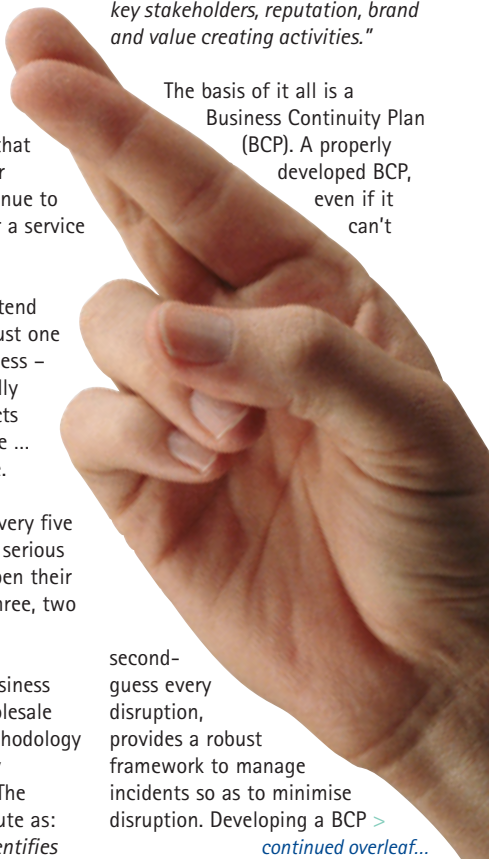 that
r
nue to
r a service
tend
ust one
ess –
lly
cts
e ...
e.
very five
serious
pen their
hree, two
siness
lesale
hodology
The
ute as:
entifies
key stakeholders, reputation, brand
and value creating activities."
The basis of it all is a
Business Continuity Plan
(BCP). A properly
developed BCP,
even if it
can't
second-
guess every
disruption,
provides a robust
framework to manage
incidents so as to minimise
disruption. Developing a BCP >
continued overleaf...